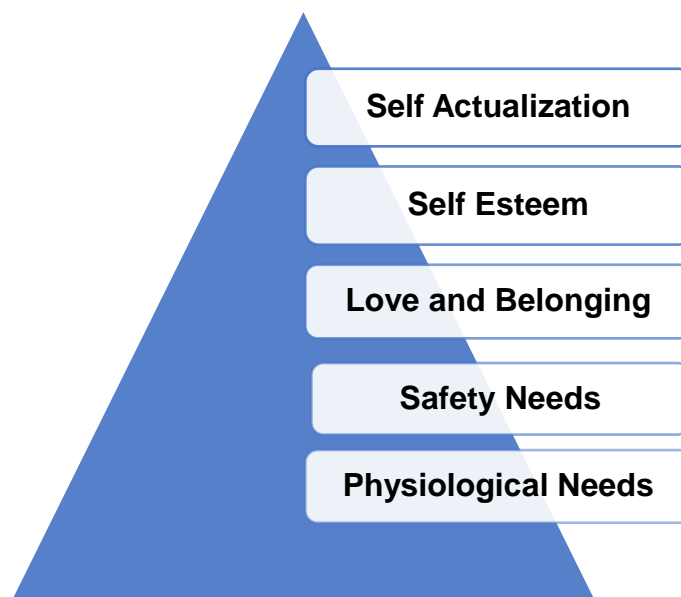 Self Actualization
Self Esteem
Love and Belonging
Safety Needs
Physiological Needs